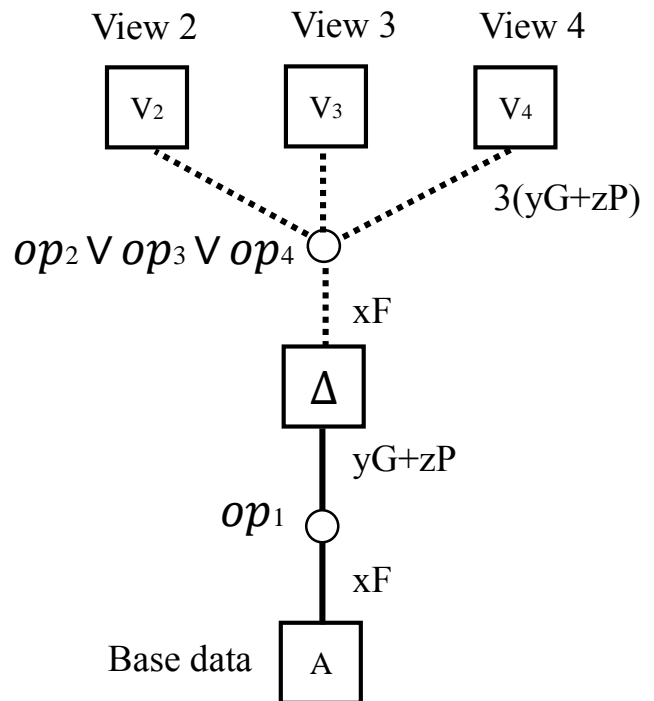 View 2 View 3 View 4
V2 V3 V4
3(yG+zP)
op2 ∨ op3 ∨ op4
xF
Δ
yG+zP
op1
xF
Base data A